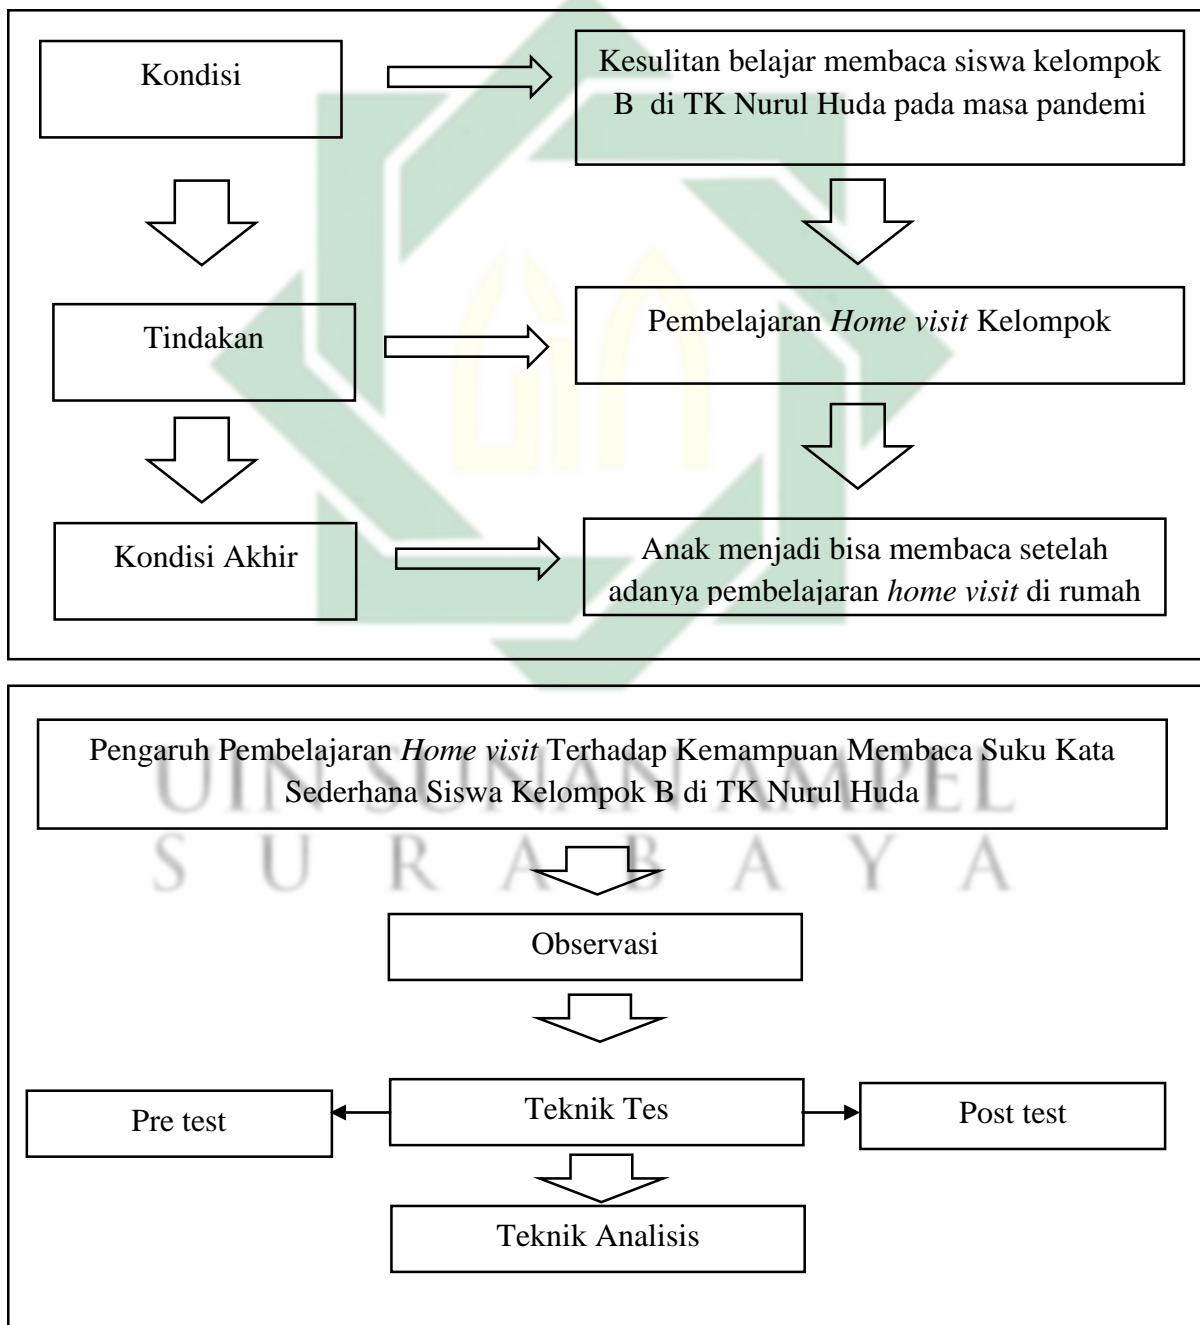 Kondisi
Kesulitan belajar membaca siswa kelompok
B di TK Nurul Huda pada masa pandemi
Tindakan
Pembelajaran Home visit Kelompok
Kondisi Akhir
Anak menjadi bisa membaca setelah
adanya pembelajaran home visit di rumah
Pengaruh Pembelajaran Home visit Terhadap Kemampuan Membaca Suku Kata
Sederhana Siswa Kelompok B di TK Nurul Huda
UIN SUNAN AMPEL
S U R A B A Y A
Observasi
Pre test
Teknik Tes
Post test
Teknik Analisis